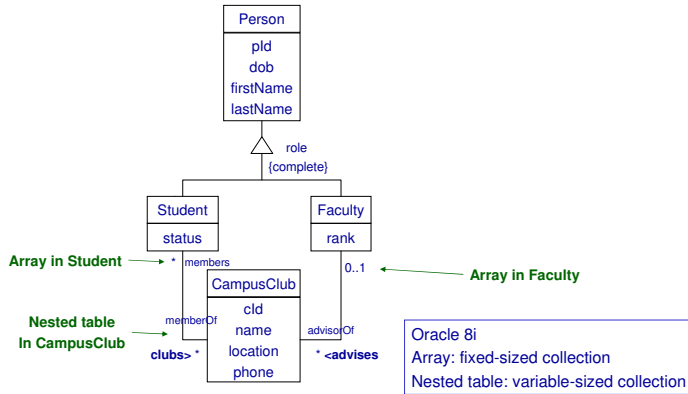 Person
pId
dob
firstName
lastName
role
{complete}
Student
status
Faculty
rank
Array in Student
* members
0..1
Array in Faculty
CampusClub
cId
name
location
phone
Nested table
In CampusClub
memberOf
clubs> *
advisorOf
* <advises
Oracle 8i
Array: fixed-sized collection
Nested table: variable-sized collection